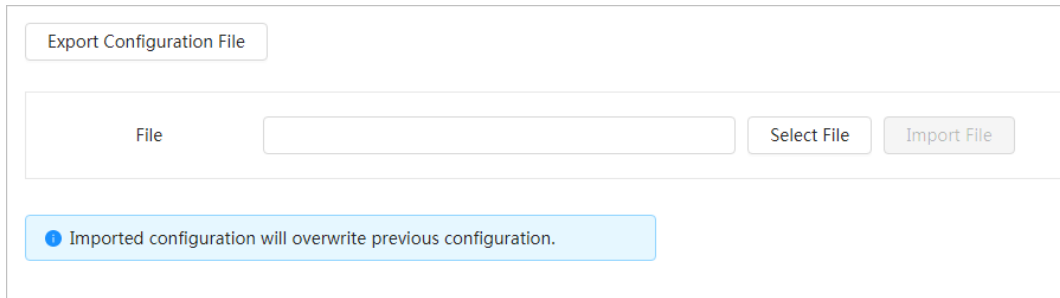 Export Configuration File
File Select File Import File
Imported configuration will overwrite previous configuration.